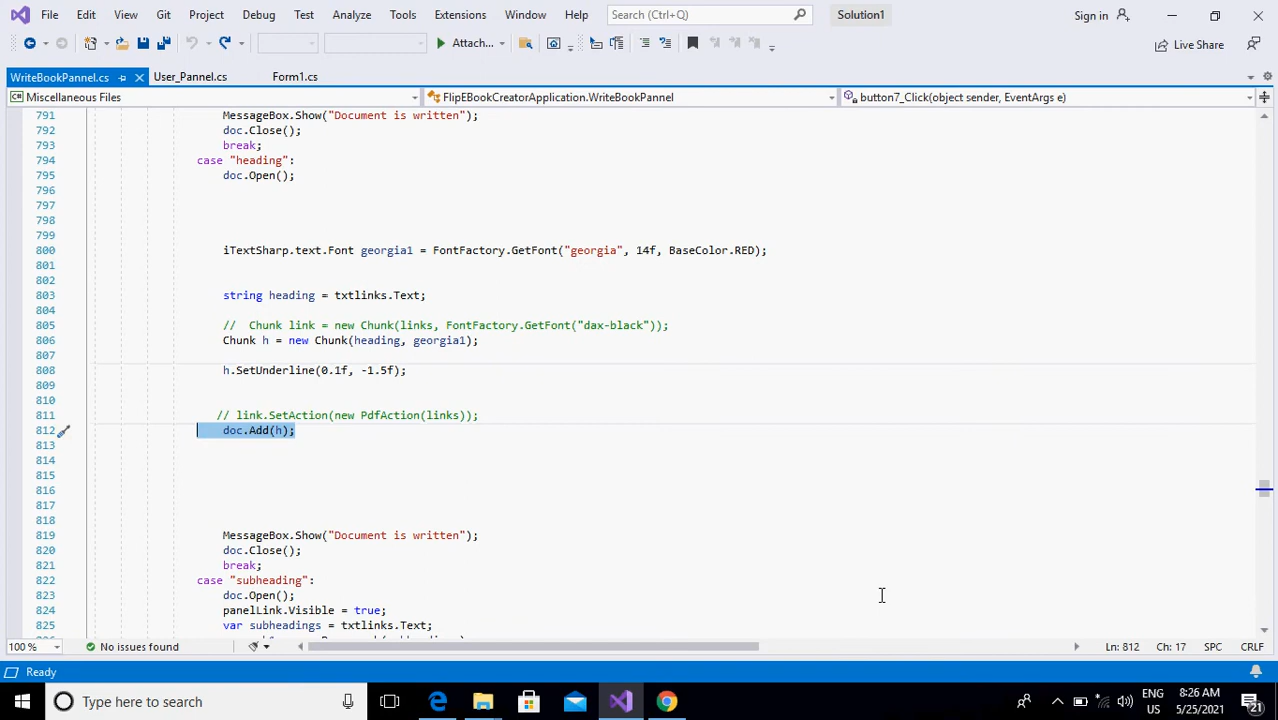 File Edit View Git Project Debug Test Analyze Tools Extensions Window Help Search (Ctrl+Q) Solution1 Sign in
Attach... Live Share
WriteBookPannel.cs User_Pannel.cs Form1.cs
Miscellaneous Files FlipEBookCreatorApplication.WriteBookPannel button7_Click(object sender, EventArgs e)
791 MessageBox.Show("Document is written");
792 doc.Close();
793 break;
794 case "heading":
795 doc.Open();
796
797
798
799
800 iTextSharp.text.Font georgia1 = FontFactory.GetFont("georgia", 14f, BaseColor.RED);
801
802
803 string heading = txtlinks.Text;
804
805 // Chunk link = new Chunk(links, FontFactory.GetFont("dax-black"));
806 Chunk h = new Chunk(heading, georgia1);
807
808 h.SetUnderline(0.1f, -1.5f);
809
810
811 // link.SetAction(new PdfAction(links));
812 doc.Add(h);
813
814
815
816
817
818
819 MessageBox.Show("Document is written");
820 doc.Close();
821 break;
822 case "subheading":
823 doc.Open();
824 panelLink.Visible = true;
825 var subheadings = txtlinks.Text;
100 % No issues found Ln: 812 Ch: 17 SPC CRLF
Ready
Type here to search ENG 8:26 AM
US 5/25/2021 21